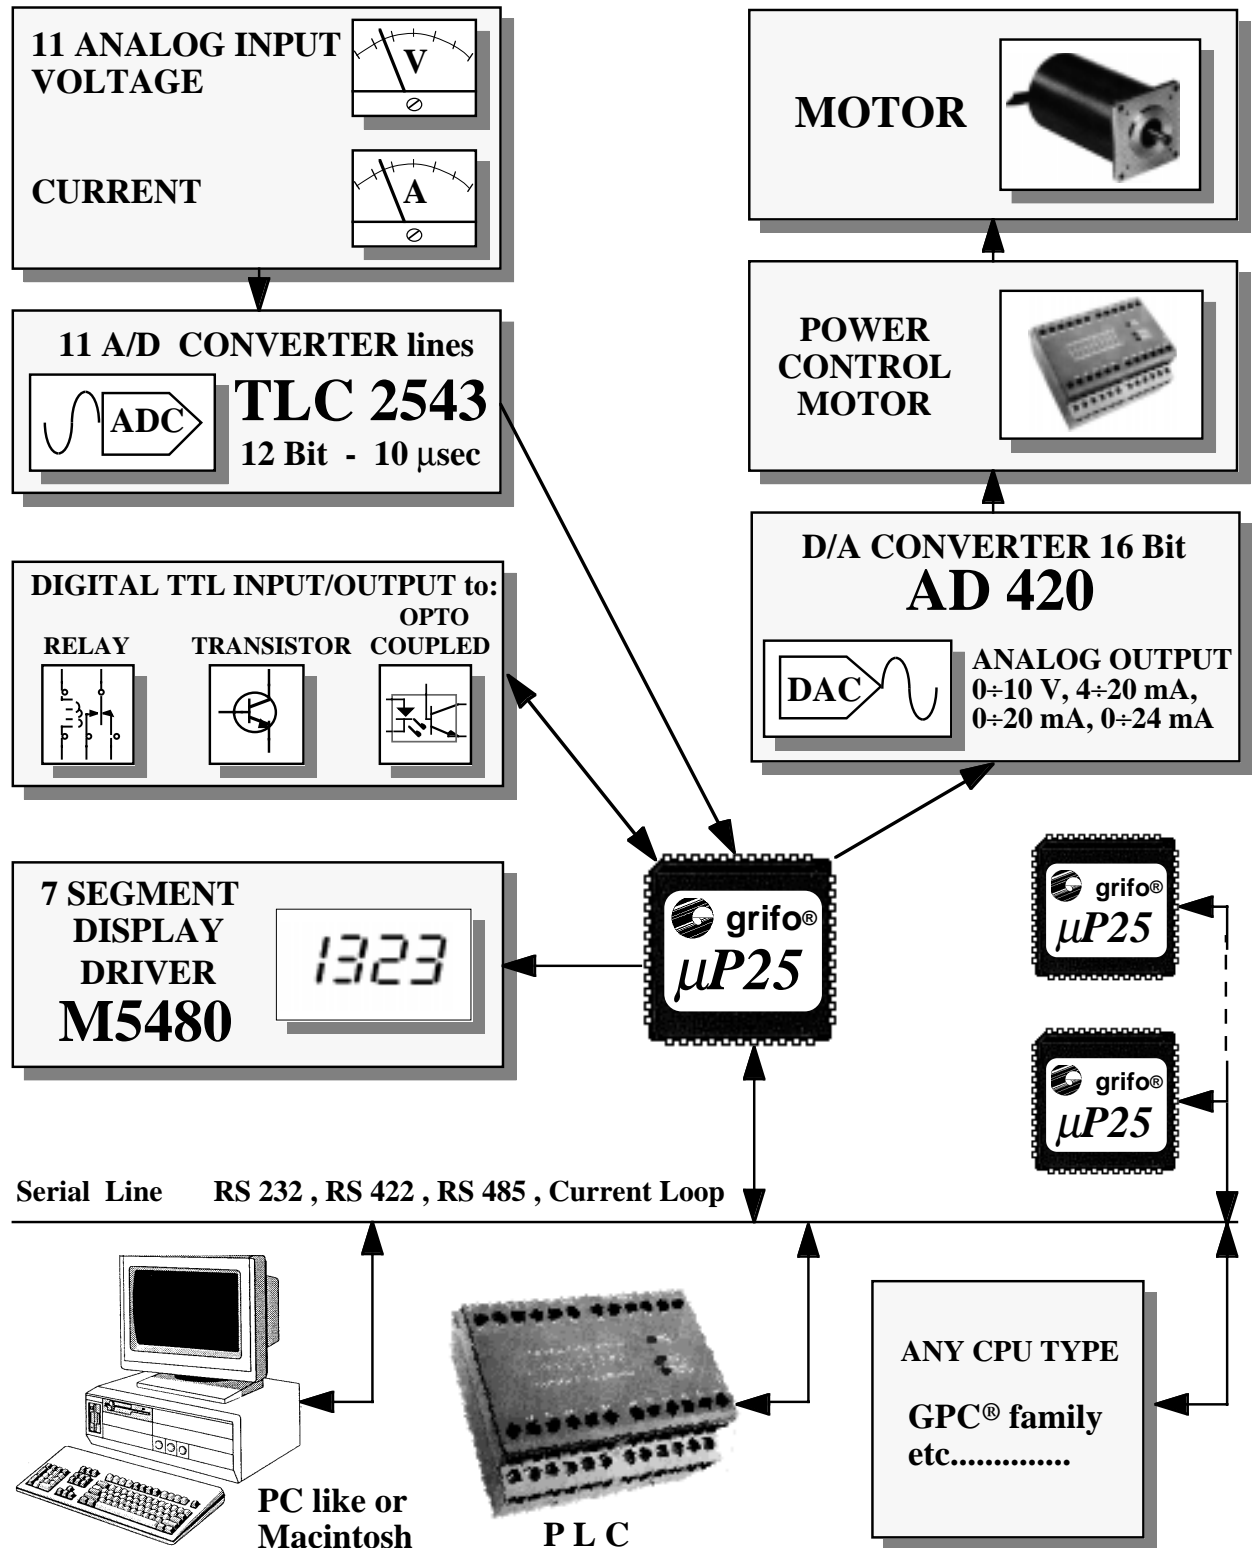 11 ANALOG INPUT
VOLTAGE
V
CURRENT
A
MOTOR
11 A/D CONVERTER lines
ADC
TLC 2543
12 Bit - 10 µsec
POWER
CONTROL
MOTOR
D/A CONVERTER 16 Bit
AD 420
DAC
ANALOG OUTPUT
0÷10 V, 4÷20 mA,
0÷20 mA, 0÷24 mA
DIGITAL TTL INPUT/OUTPUT to:
RELAY
TRANSISTOR
OPTO
COUPLED
7 SEGMENT
DISPLAY
DRIVER
M5480
1323
grifo®
µP25
grifo®
µP25
grifo®
µP25
Serial Line RS 232 , RS 422 , RS 485 , Current Loop
PC like or
Macintosh
P L C
ANY CPU TYPE
GPC® family
etc..............